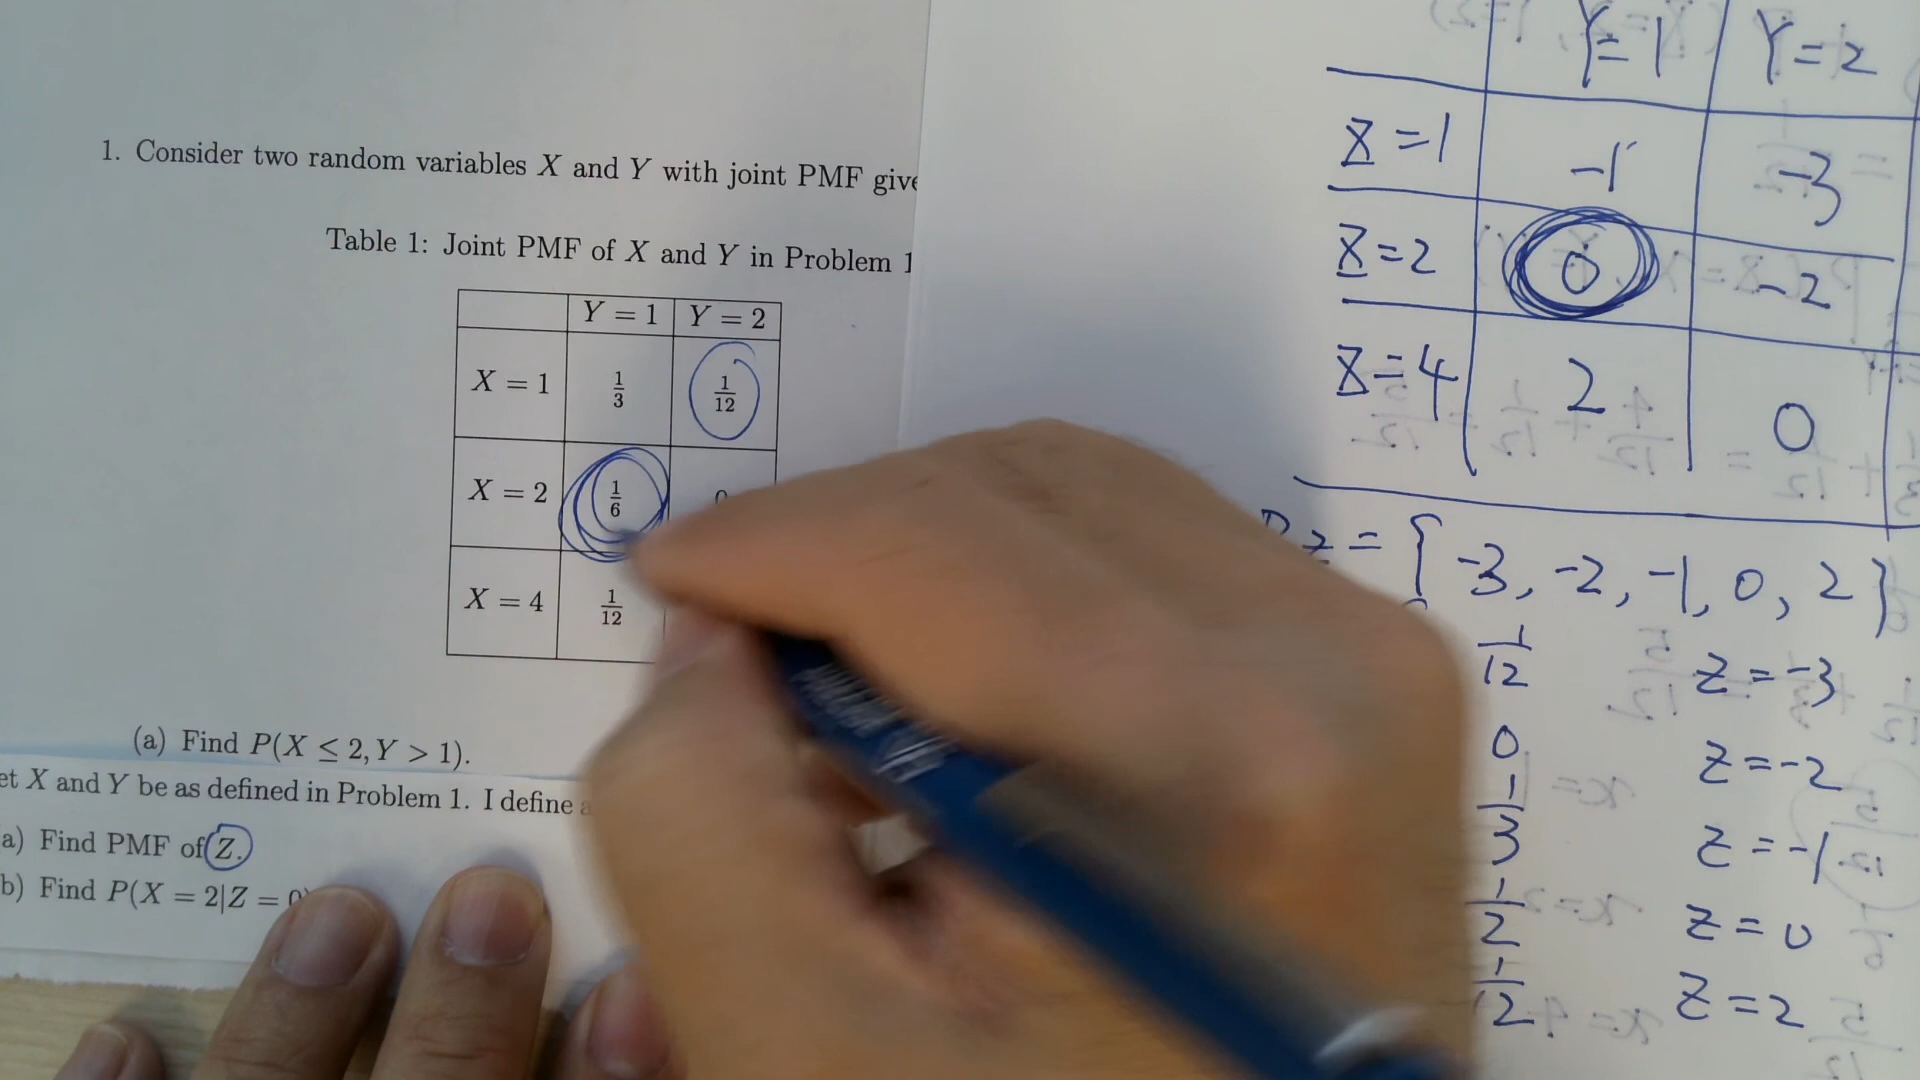 1. Consider two random variables X and Y with joint PMF give
Table 1: Joint PMF of X and Y in Problem 1
Y = 1 Y = 2
X = 1 1/3 1/12
X = 2 1/6
X = 4 1/12
(a) Find P(X ≤ 2, Y > 1).
et X and Y be as defined in Problem 1. I define
a) Find PMF of Z.
b) Find P(X = 2|Z = 0)
Y=1 Y=2
X=1 -1 -3
X=2 0 -2
X=4 2 0
R_Z = { -3, -2, -1, 0, 2 }
1/12 z = -3
0 z = -2
1/3 z = -1
1/2 z = 0
1/12 z = 2